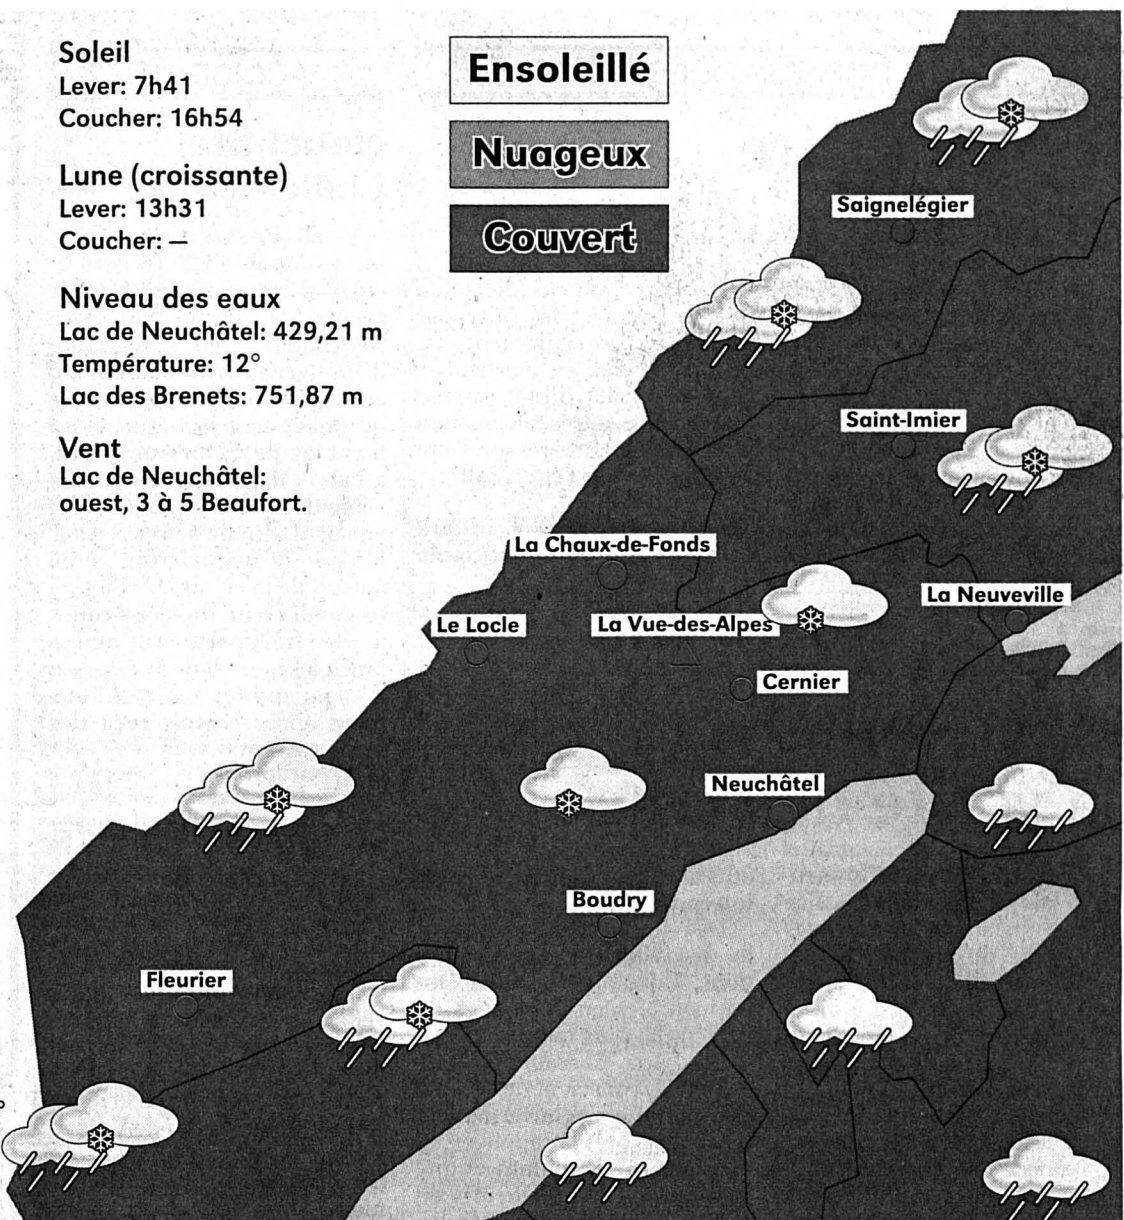 Soleil
Lever: 7h41
Coucher: 16h54
Lune (croissante)
Lever: 13h31
Coucher: —
Niveau des eaux
Lac de Neuchâtel: 429,21 m
Température: 12°
Lac des Brenets: 751,87 m
Vent
Lac de Neuchâtel:
ouest, 3 à 5 Beaufort.
Ensoleillé
Nuageux
Couvert
Saignelégier
Saint-Imier
La Chaux-de-Fonds
La Neuveville
Le Locle
La Vue-des-Alpes
Cernier
Neuchâtel
Boudry
Fleurier